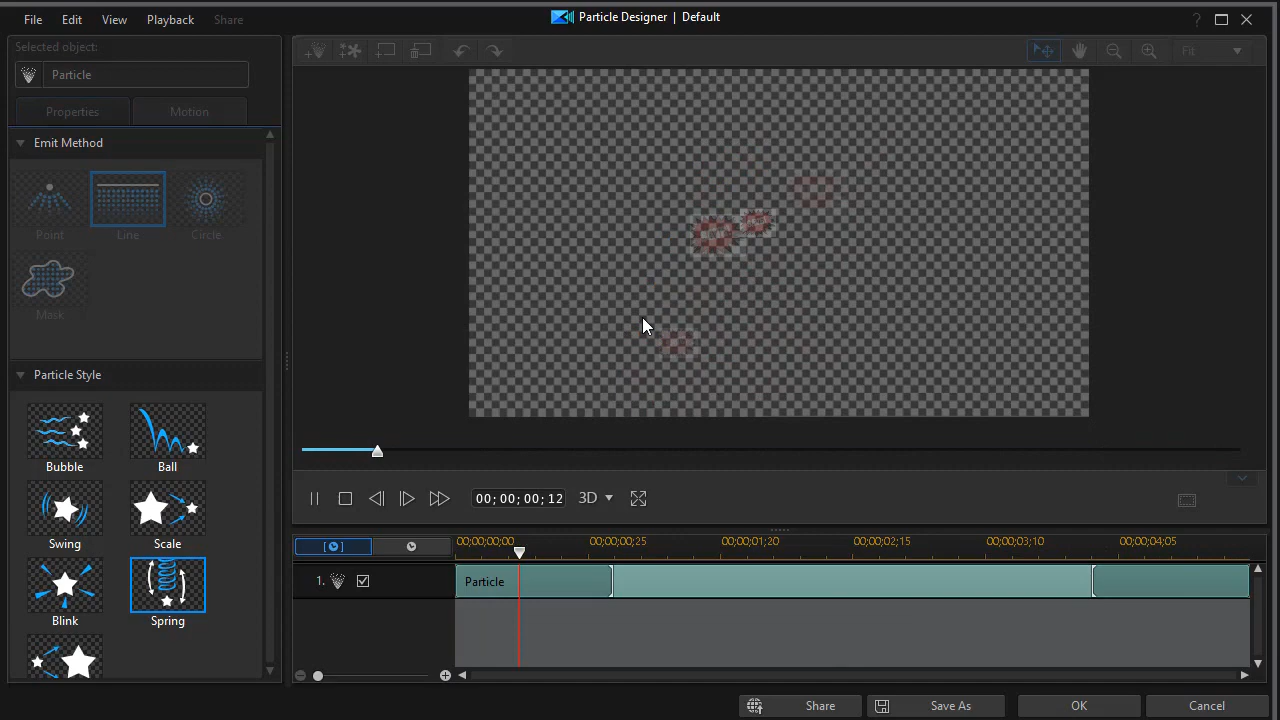 File Edit View Playback Share
Particle Designer | Default
?
Selected object:
Particle
Fit
Properties Motion
Emit Method
Point Line Circle
Mask
Particle Style
Bubble Ball
Swing Scale
Blink Spring
00; 00; 00; 12 3D
00;00;00;00 00;00;00;25 00;00;01;20 00;00;02;15 00;00;03;10 00;00;04;05
1. Particle
Share Save As OK Cancel